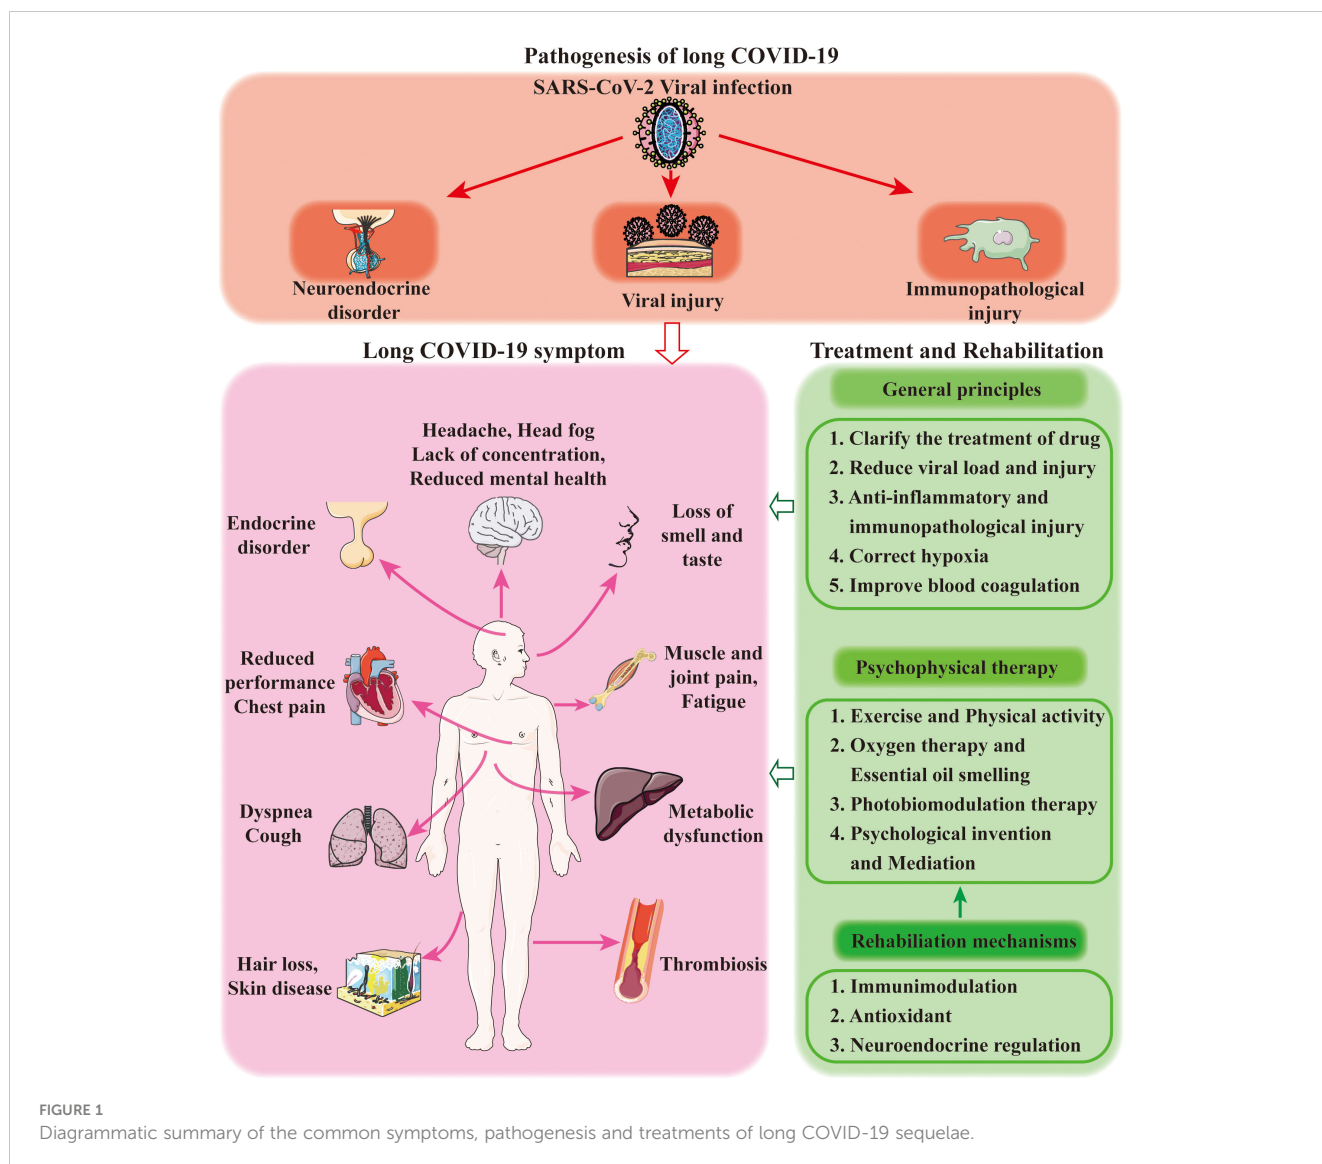 Pathogenesis of long COVID-19
SARS-CoV-2 Viral infection
Neuroendocrine
disorder
Viral injury
Immunopathological
injury
Long COVID-19 symptom
Headache, Head fog
Lack of concentration,
Reduced mental health
Endocrine
disorder
Loss of
smell and
taste
Reduced
performance
Chest pain
Muscle and
joint pain,
Fatigue
Dyspnea
Cough
Metabolic
dysfunction
Hair loss,
Skin disease
Thrombiosis
Treatment and Rehabilitation
General principles
1. Clarify the treatment of drug
2. Reduce viral load and injury
3. Anti-inflammatory and
immunopathological injury
4. Correct hypoxia
5. Improve blood coagulation
Psychophysical therapy
1. Exercise and Physical activity
2. Oxygen therapy and
Essential oil smelling
3. Photobiomodulation therapy
4. Psychological invention
and Mediation
Rehabiliation mechanisms
1. Immunimodulation
2. Antioxidant
3. Neuroendocrine regulation
FIGURE 1
Diagrammatic summary of the common symptoms, pathogenesis and treatments of long COVID-19 sequelae.